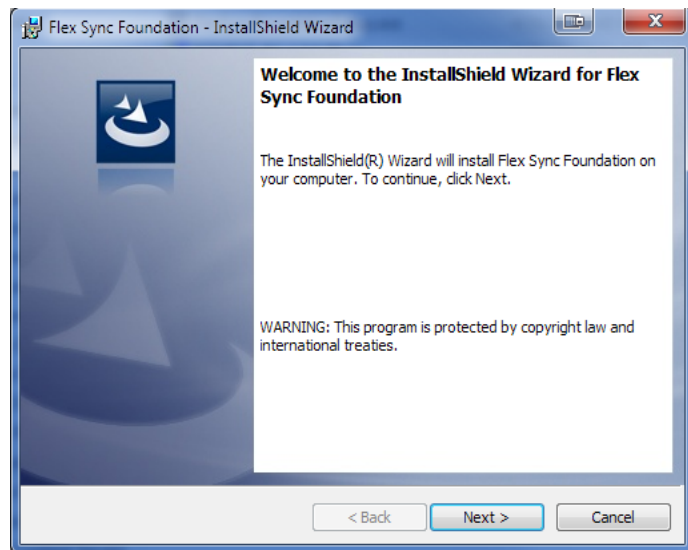 Flex Sync Foundation - InstallShield Wizard
Welcome to the InstallShield Wizard for Flex
Sync Foundation
The InstallShield(R) Wizard will install Flex Sync Foundation on
your computer. To continue, click Next.
WARNING: This program is protected by copyright law and
international treaties.
< Back
Next >
Cancel